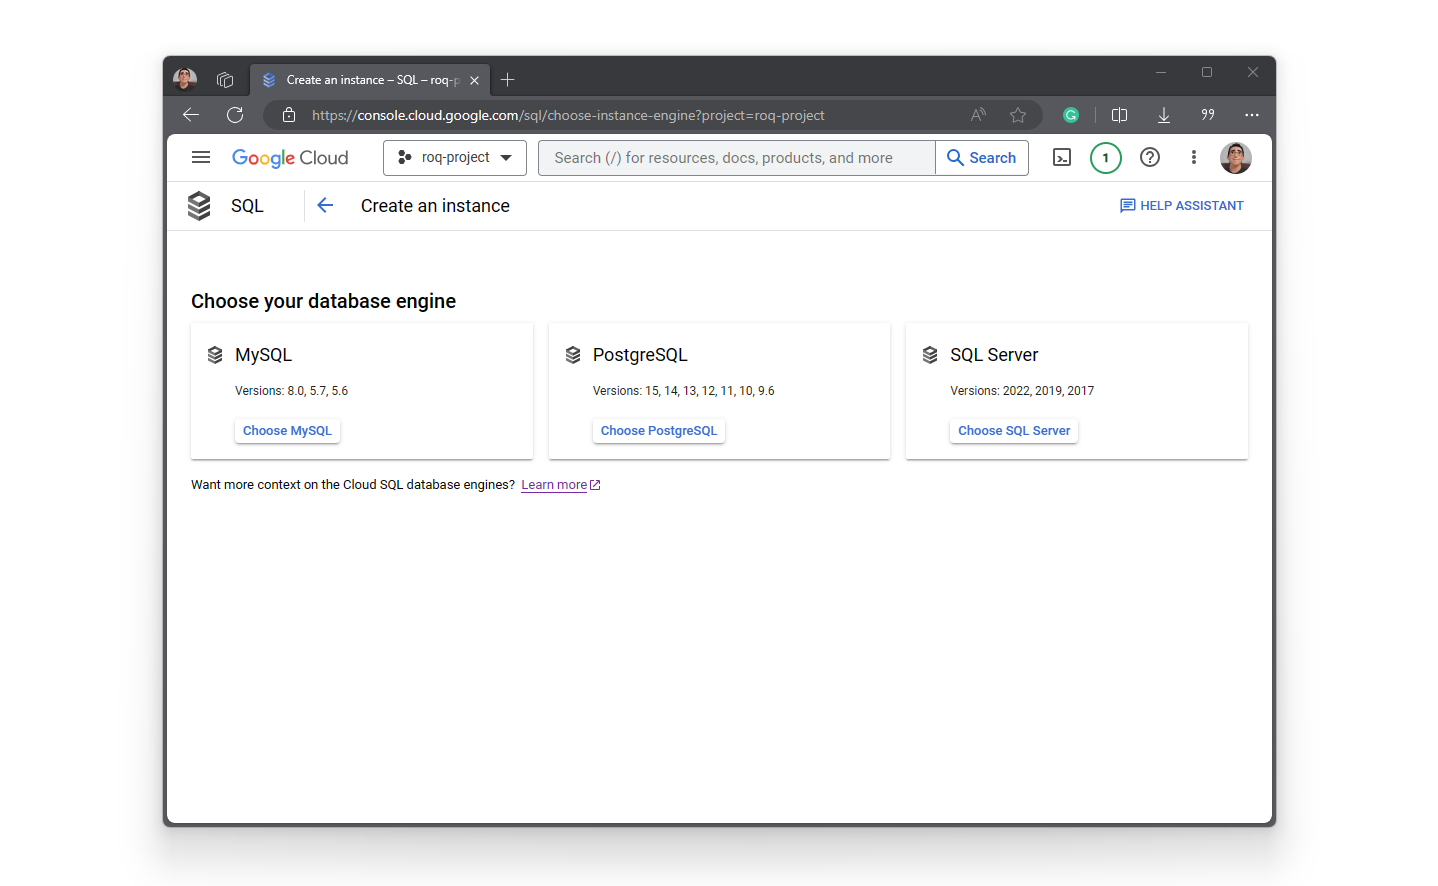 Create an instance – SQL – roq-p
https://console.cloud.google.com/sql/choose-instance-engine?project=roq-project
Google Cloud
roq-project
Search (/) for resources, docs, products, and more
Search
1
SQL
Create an instance
HELP ASSISTANT
Choose your database engine
MySQL
Versions: 8.0, 5.7, 5.6
Choose MySQL
PostgreSQL
Versions: 15, 14, 13, 12, 11, 10, 9.6
Choose PostgreSQL
SQL Server
Versions: 2022, 2019, 2017
Choose SQL Server
Want more context on the Cloud SQL database engines? Learn more